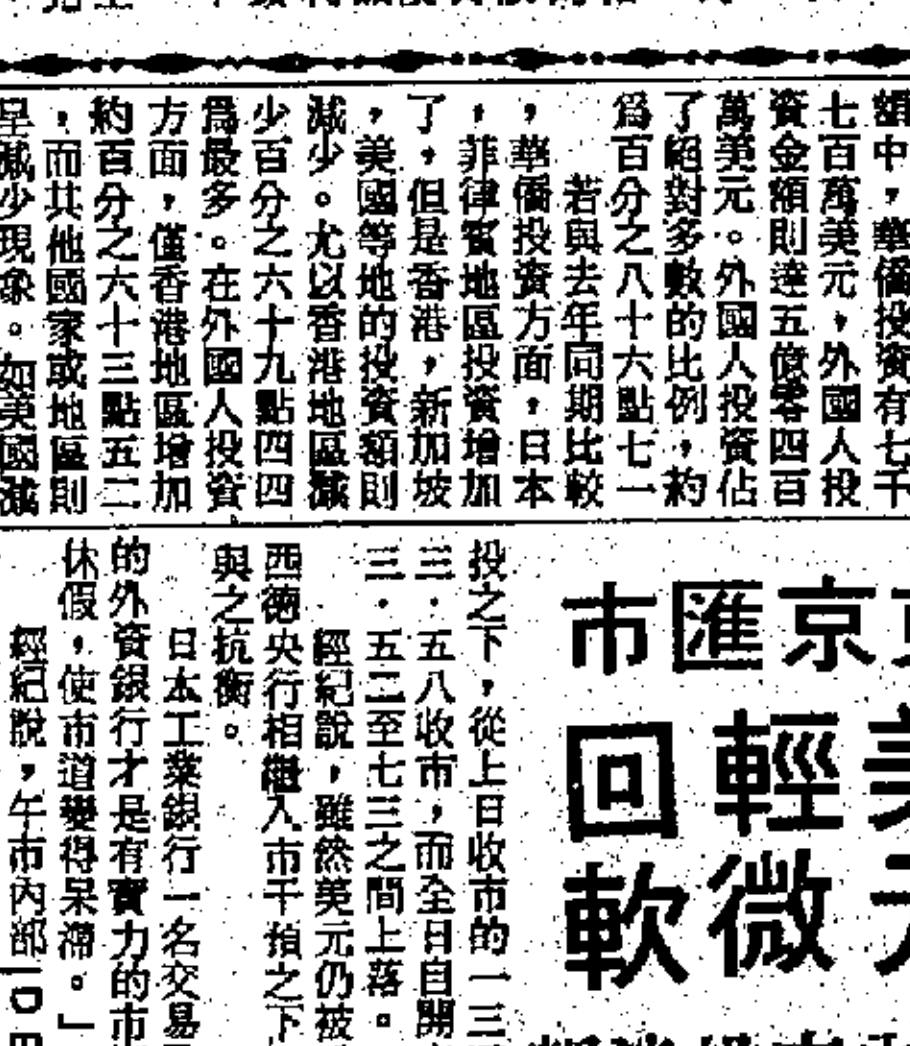 額中，華僑投資有七千
七百萬美元，外國人投
資金額則達五億零四百
萬美元。外國人投資佔
了絕對多數的比例，約
爲百分之八十六點七一
若與去年同期比較
，華僑投資方面，日本
，菲律賓地區投資增加
了，但是香港，新加坡
，美國等地的投資額則
減少。尤以香港地區減
少百分之六十九點四四
爲最多。在外國人投資
方面，僅香港地區增加
約百分之六十三點五二
，而其他國家或地區則
呈減少現象。如美國減
京匯市
輕微
回軟
投之下，從上日收市的一三
三．五八收市，而全日自開
三．五二至七三之間上落。
經紀說，雖然美元仍被
西德央行相繼入市干預之下
與之抗衡。
日本工業銀行一名交易
的外資銀行才是有實力的市
休假，使市道變得呆滯。」
經紀說，午市內部